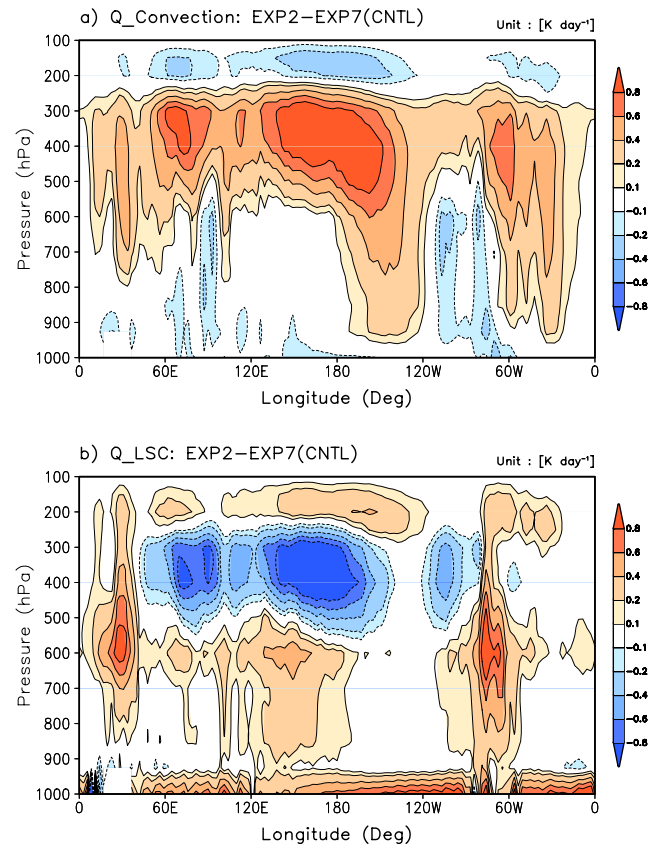 a) Q_Convection: EXP2-EXP7(CNTL)
Unit : [K day⁻¹]
100
200
300
400
500
600
700
800
900
1000
Pressure (hPa)
60E
120E
180
120W
60W
0
Longitude (Deg)
0.8
0.6
0.4
0.2
0.1
-0.1
-0.2
-0.4
-0.6
-0.8
b) Q_LSC: EXP2-EXP7(CNTL)
Unit : [K day⁻¹]
100
200
300
400
500
600
700
800
900
1000
Pressure (hPa)
60E
120E
180
120W
60W
0
Longitude (Deg)
0.8
0.6
0.4
0.2
0.1
-0.1
-0.2
-0.4
-0.6
-0.8